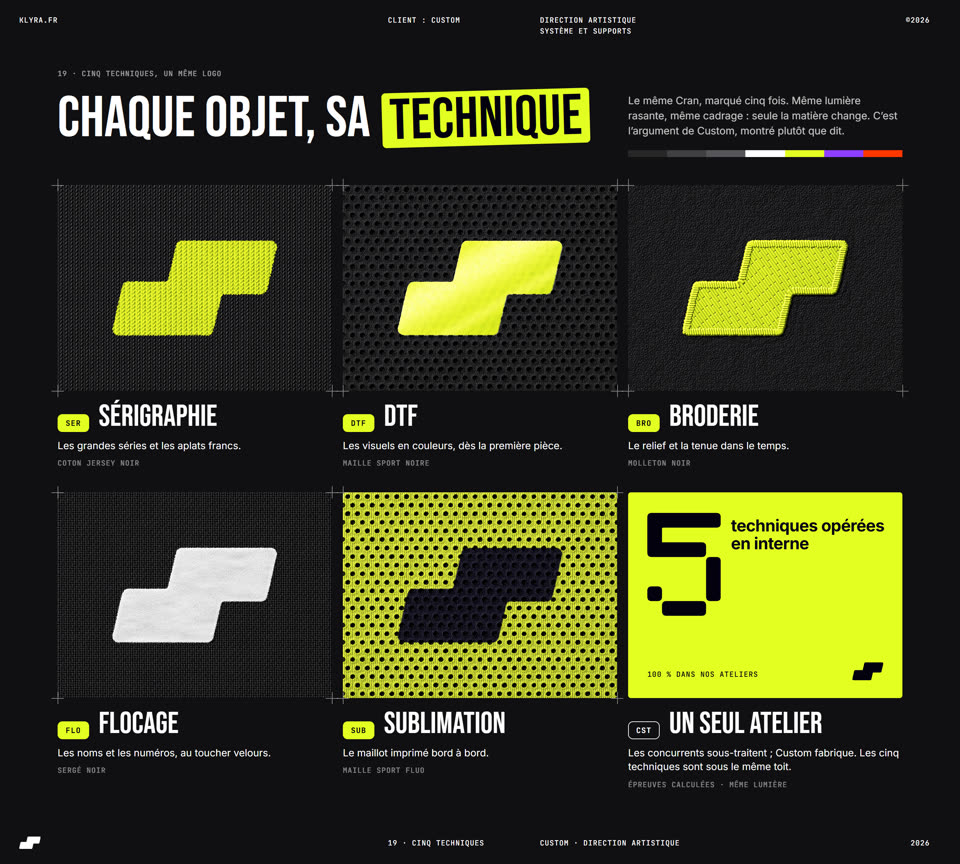 KLYRA.FR
CLIENT : CUSTOM
DIRECTION ARTISTIQUE
SYSTÈME ET SUPPORTS
©2026
19 · CINQ TECHNIQUES, UN MÊME LOGO
CHAQUE OBJET, SA TECHNIQUE
Le même Cran, marqué cinq fois. Même lumière
rasante, même cadrage : seule la matière change. C’est
l’argument de Custom, montré plutôt que dit.
SER SÉRIGRAPHIE
Les grandes séries et les aplats francs.
COTON JERSEY NOIR
DTF DTF
Les visuels en couleurs, dès la première pièce.
MAILLE SPORT NOIRE
BRO BRODERIE
Le relief et la tenue dans le temps.
MOLLETON NOIR
5 techniques opérées
en interne
100 % DANS NOS ATELIERS
FLO FLOCAGE
Les noms et les numéros, au toucher velours.
SERGÉ NOIR
SUB SUBLIMATION
Le maillot imprimé bord à bord.
MAILLE SPORT FLUO
CST UN SEUL ATELIER
Les concurrents sous-traitent ; Custom fabrique. Les cinq
techniques sont sous le même toit.
ÉPREUVES CALCULÉES · MÊME LUMIÈRE
19 · CINQ TECHNIQUES
CUSTOM · DIRECTION ARTISTIQUE
2026